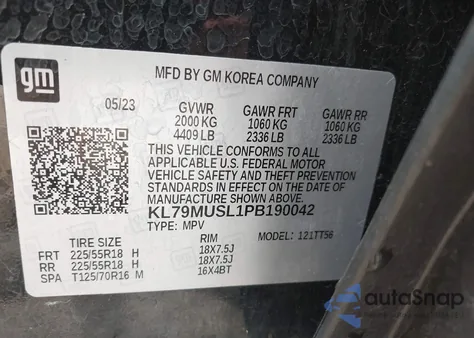 gm
MFD BY GM KOREA COMPANY
05/23 GVWR GAWR FRT GAWR RR
2000 KG 1060 KG 1060 KG
4409 LB 2336 LB 2336 LB
THIS VEHICLE CONFORMS TO ALL
APPLICABLE U.S. FEDERAL MOTOR
VEHICLE SAFETY AND THEFT PREVENTION
STANDARDS IN EFFECT ON THE DATE OF
MANUFACTURE SHOWN ABOVE.
KL79MUSL1PB190042
TYPE: MPV MODEL: 121TT56
TIRE SIZE RIM
FRT 225/55R18 H 18X7.5J
RR 225/55R18 H 18X7.5J
SPA T125/70R16 M 16X4BT
autoSnap